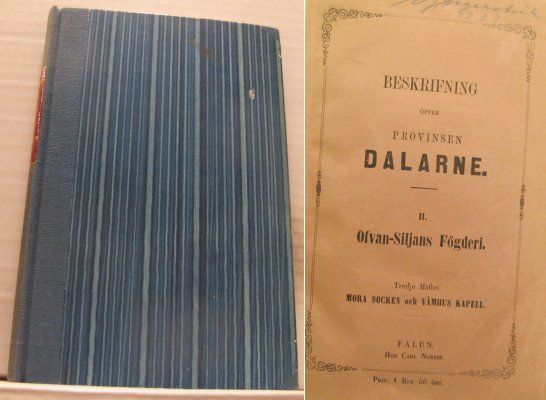 BESKRIFNING
ÖFVER
PROVINSEN
DALARNE.
II.
Ofvan-Siljans Fögderi.
Tredje Häftet.
MORA SOCKEN och VÅMHUS KAPELL.
FALUN.
Hos Carl Nordin
Pris: 1 Rdr 50 öre.